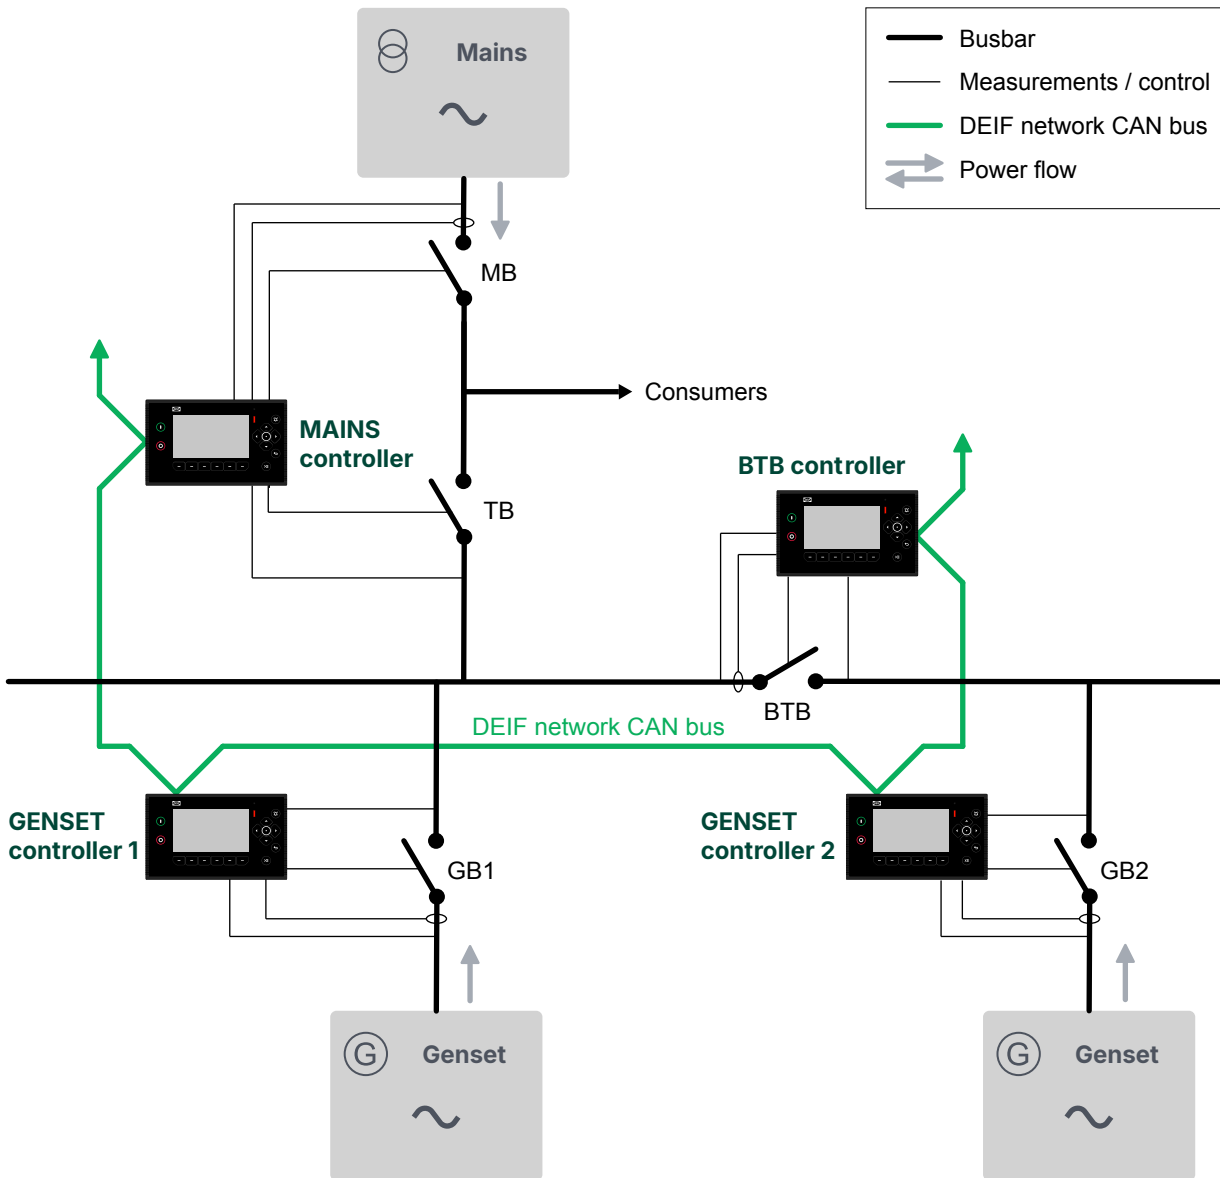 Mains
Busbar
Measurements / control
DEIF network CAN bus
Power flow
MB
Consumers
MAINS
controller
TB
BTB controller
BTB
DEIF network CAN bus
GENSET
controller 1
GB1
GENSET
controller 2
GB2
G
Genset
G
Genset